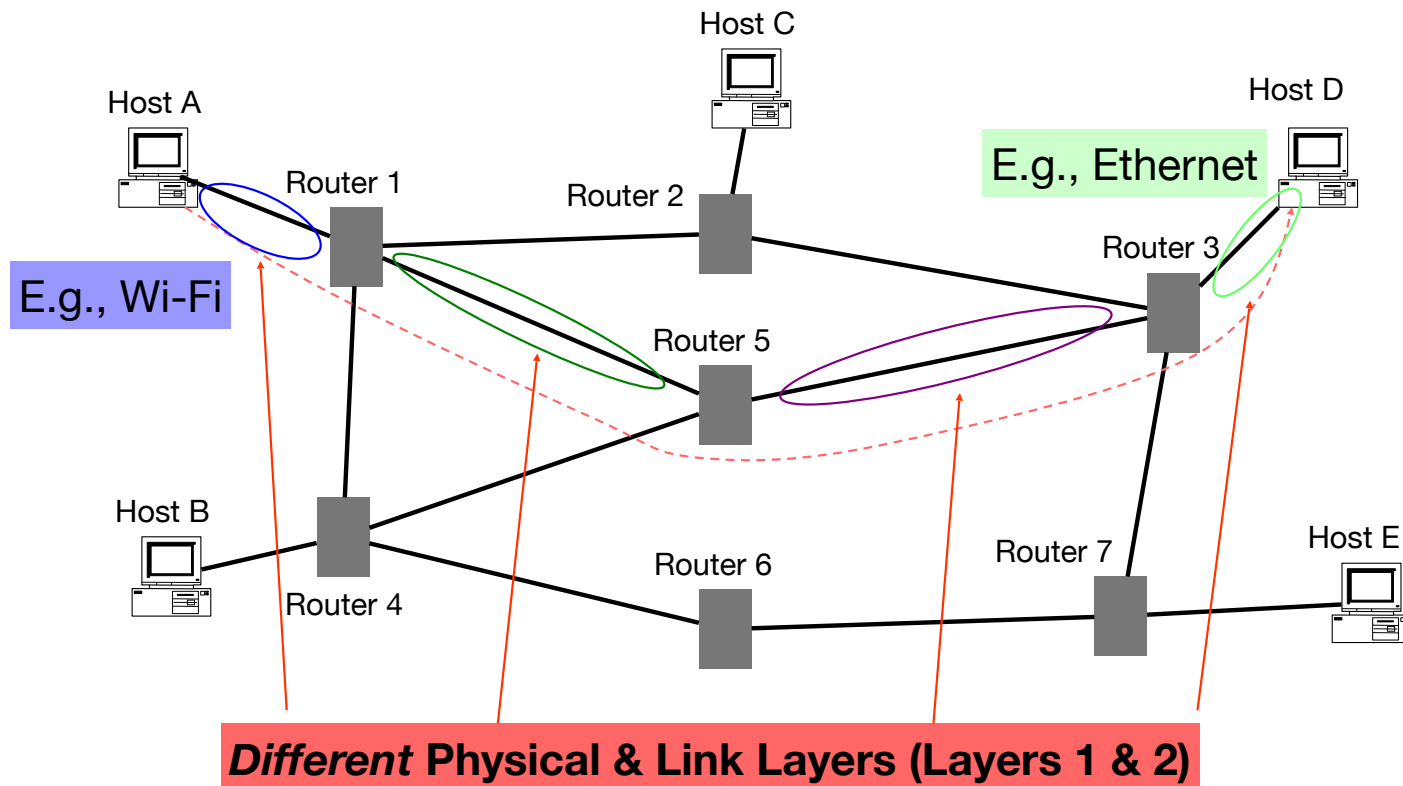 Host C
Host A
Host D
E.g., Ethernet
Router 1
Router 2
Router 3
E.g., Wi-Fi
Router 5
Host B
Router 7
Host E
Router 6
Router 4
Different Physical & Link Layers (Layers 1 & 2)